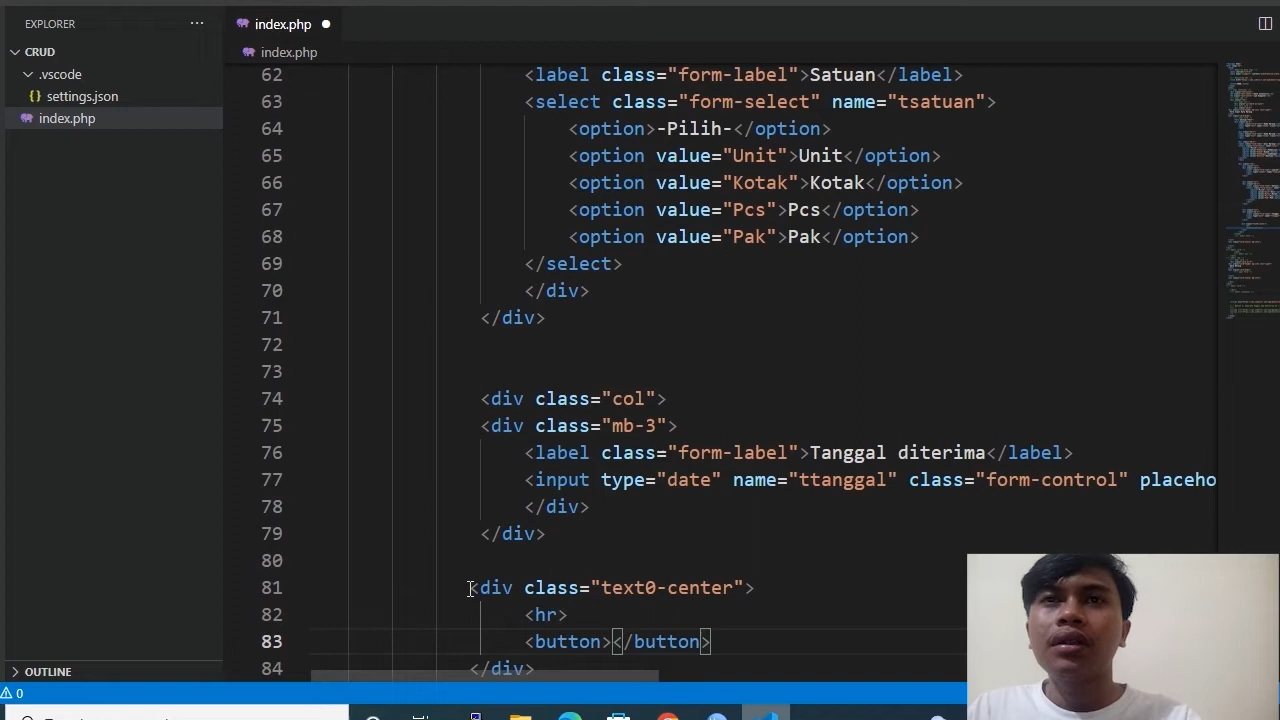 EXPLORER
...
index.php
CRUD
index.php
.vscode
{} settings.json
index.php
62 <label class="form-label">Satuan</label>
63 <select class="form-select" name="tsatuan">
64 <option>-Pilih-</option>
65 <option value="Unit">Unit</option>
66 <option value="Kotak">Kotak</option>
67 <option value="Pcs">Pcs</option>
68 <option value="Pak">Pak</option>
69 </select>
70 </div>
71 </div>
72
73
74 <div class="col">
75 <div class="mb-3">
76 <label class="form-label">Tanggal diterima</label>
77 <input type="date" name="ttanggal" class="form-control" placeho
78 </div>
79 </div>
80
81 <div class="text0-center">
82 <hr>
83 <button></button>
84 </div>
OUTLINE
0